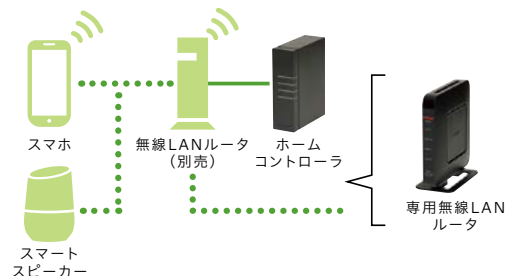 スマホ
無線LANルータ
（別売）
ホーム
コントローラ
専用無線LAN
ルータ
スマート
スピーカー